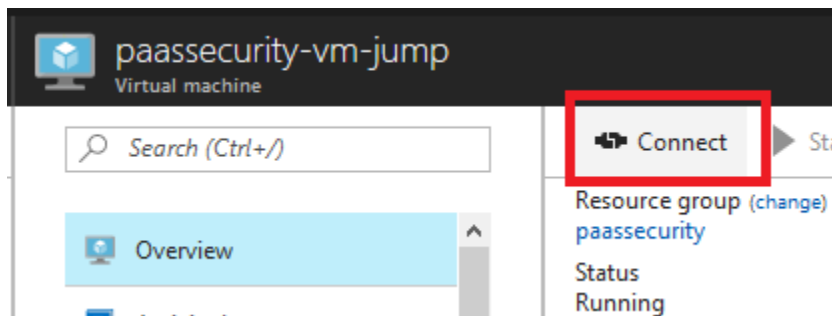 paassecurity-vm-jump
Virtual machine
Search (Ctrl+/)
Connect
Resource group (change)
paassecurity
Overview
Status
Running